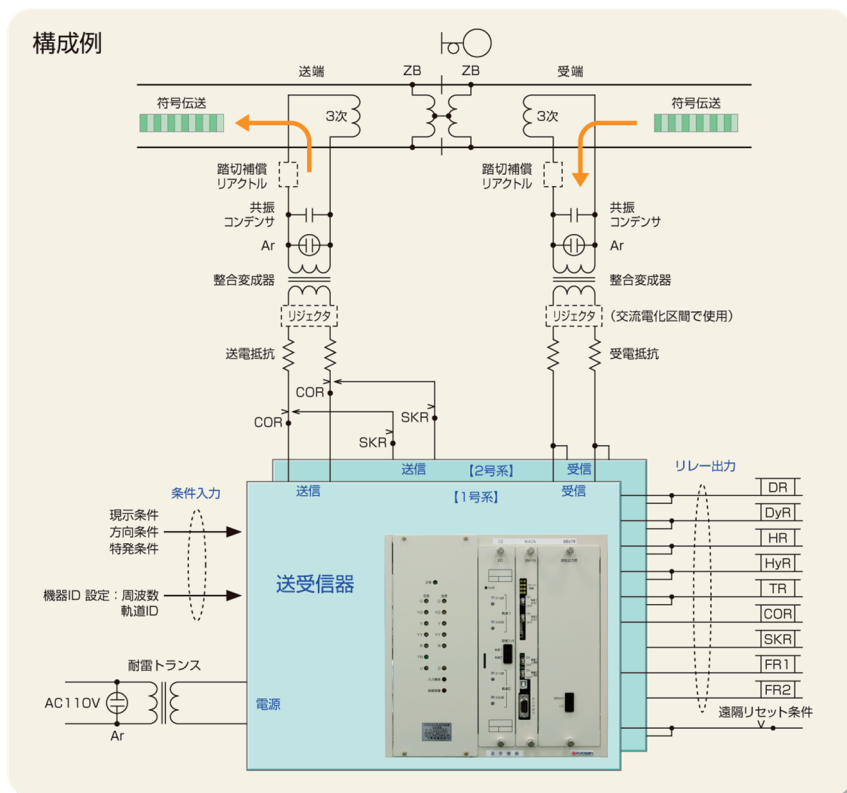 構成例
送端
ZB
ZB
受端
符号伝送
3次
3次
符号伝送
踏切補償
リアクトル
踏切補償
リアクトル
共振
コンデンサ
共振
コンデンサ
Ar
Ar
整合変成器
整合変成器
リジェクタ
リジェクタ
(交流電化区間で使用)
送電抵抗
受電抵抗
COR
COR
SKR
SKR
送信
【2号系】
受信
リレー出力
条件入力
送信
【1号系】
受信
現示条件
方向条件
特発条件
機器ID 設定:周波数
軌道ID
送受信器
DR
DyR
HR
HyR
TR
COR
SKR
FR1
FR2
遠隔リセット条件
耐雷トランス
AC110V
Ar
電源